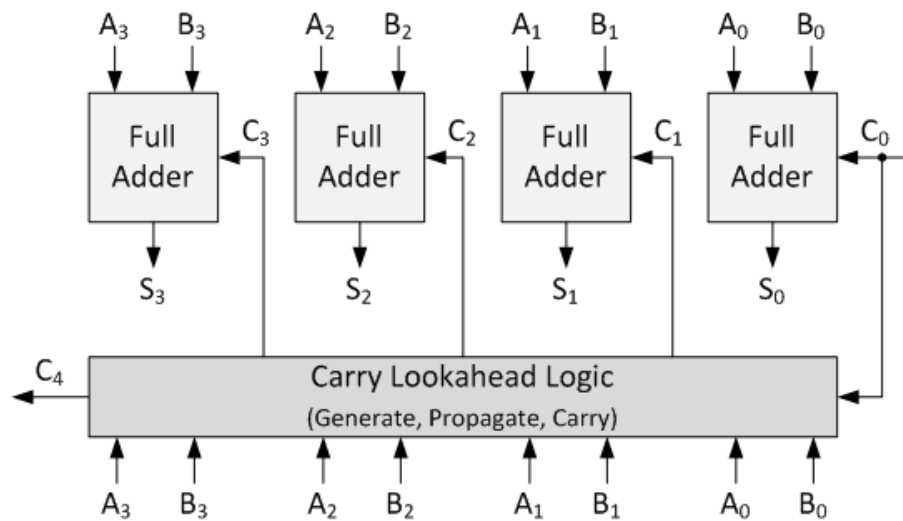 A₃ B₃ A₂ B₂ A₁ B₁ A₀ B₀
Full Adder C₃ Full Adder C₂ Full Adder C₁ Full Adder C₀
S₃ S₂ S₁ S₀
C₄
Carry Lookahead Logic
(Generate, Propagate, Carry)
A₃ B₃ A₂ B₂ A₁ B₁ A₀ B₀